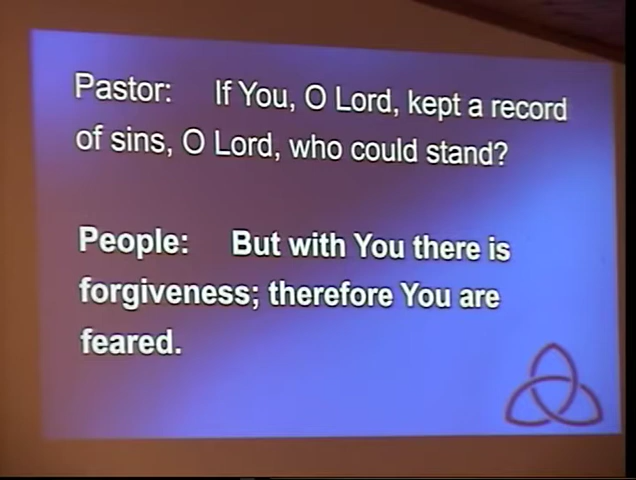 Pastor: If You, O Lord, kept a record
of sins, O Lord, who could stand?
People: But with You there is
forgiveness; therefore You are
feared.